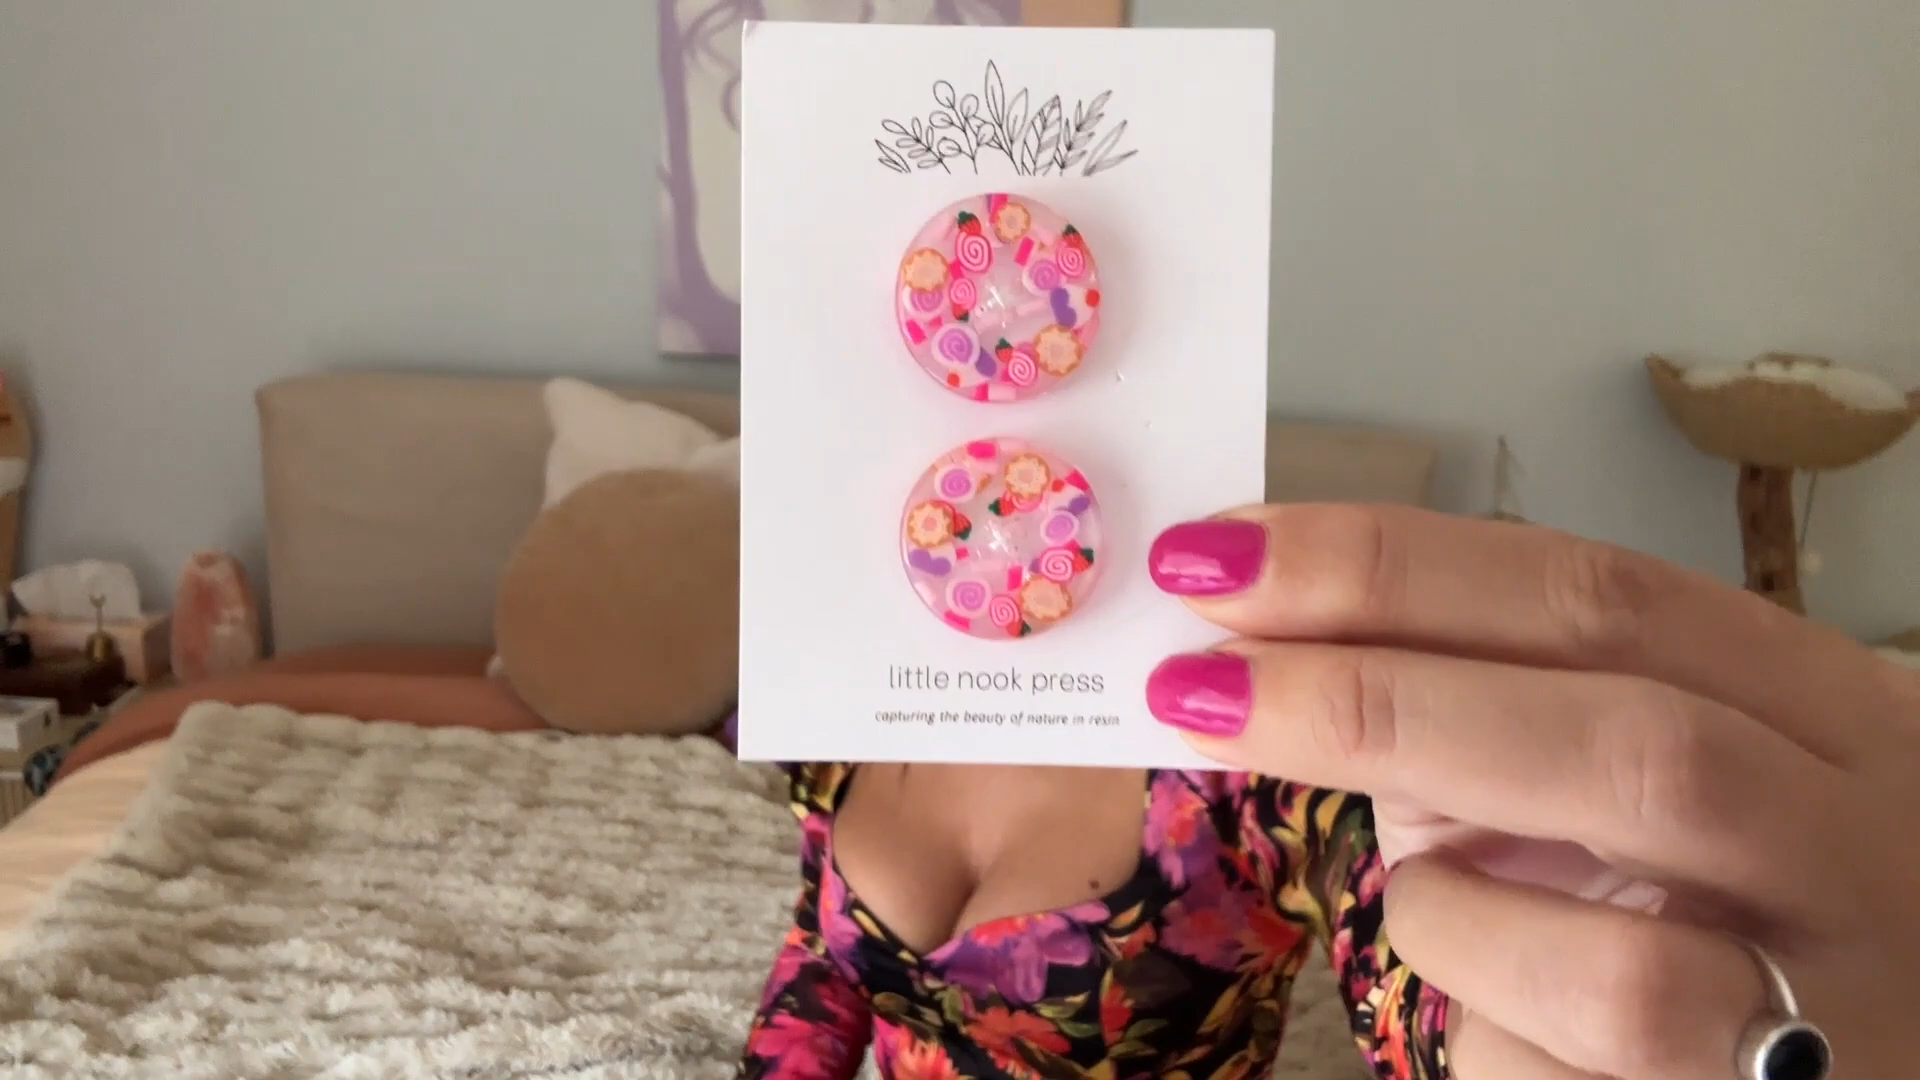 little nook press
capturing the beauty of nature in resin